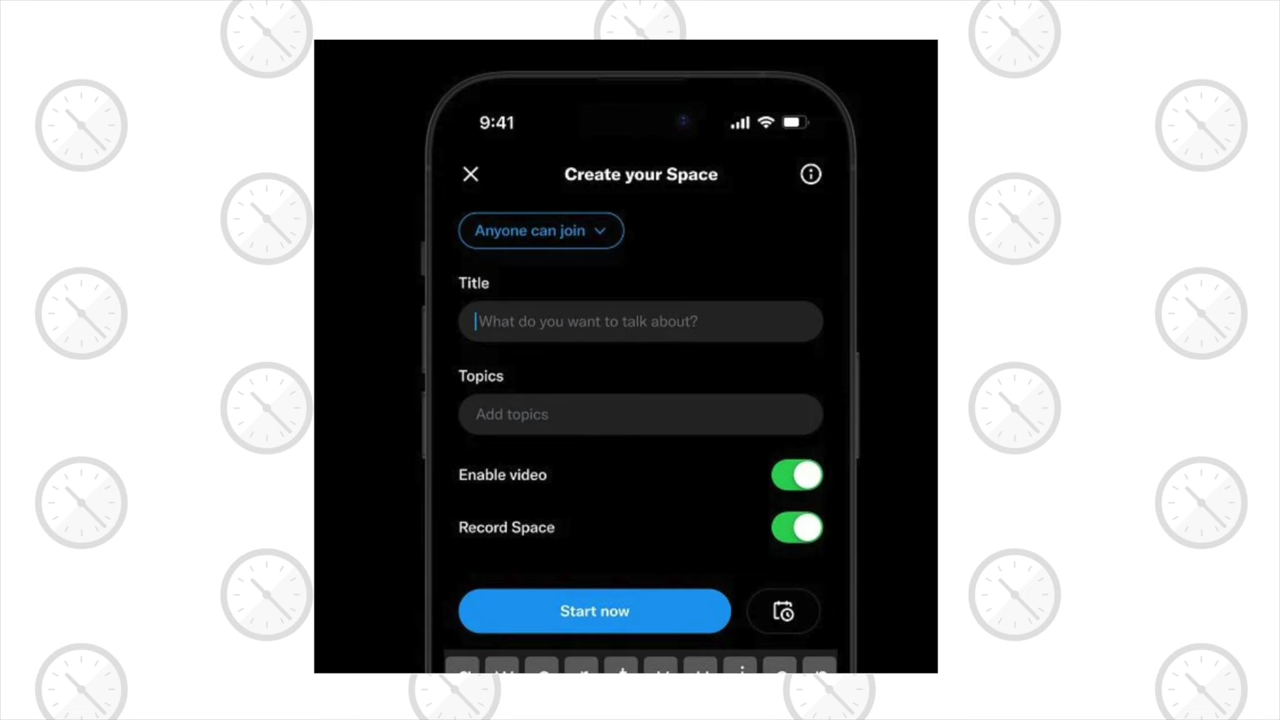 9:41
Create your Space
Anyone can join
Title
What do you want to talk about?
Topics
Add topics
Enable video
Record Space
Start now